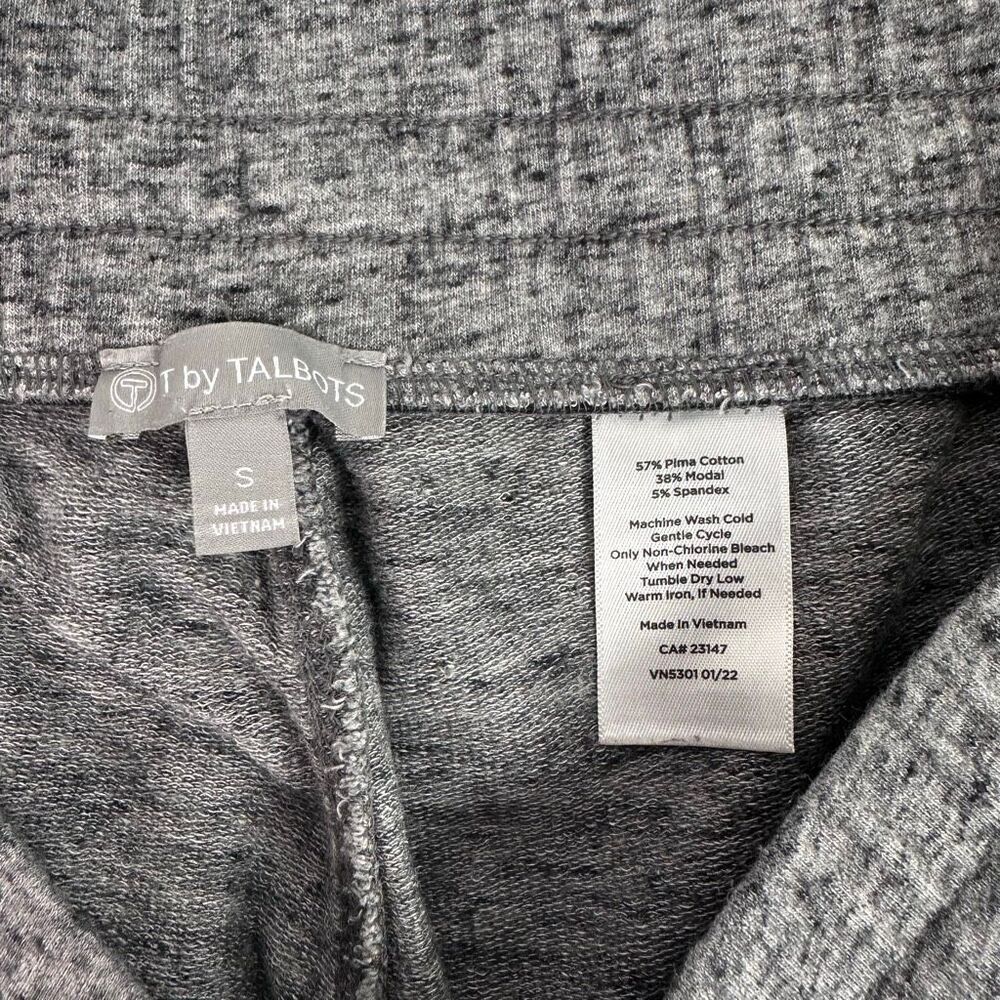 T T by TALBOTS
S
MADE IN
VIETNAM
57% Pima Cotton
38% Modal
5% Spandex
Machine Wash Cold
Gentle Cycle
Only Non-Chlorine Bleach
When Needed
Tumble Dry Low
Warm Iron, If Needed
Made In Vietnam
CA# 23147
VN5301 01/22